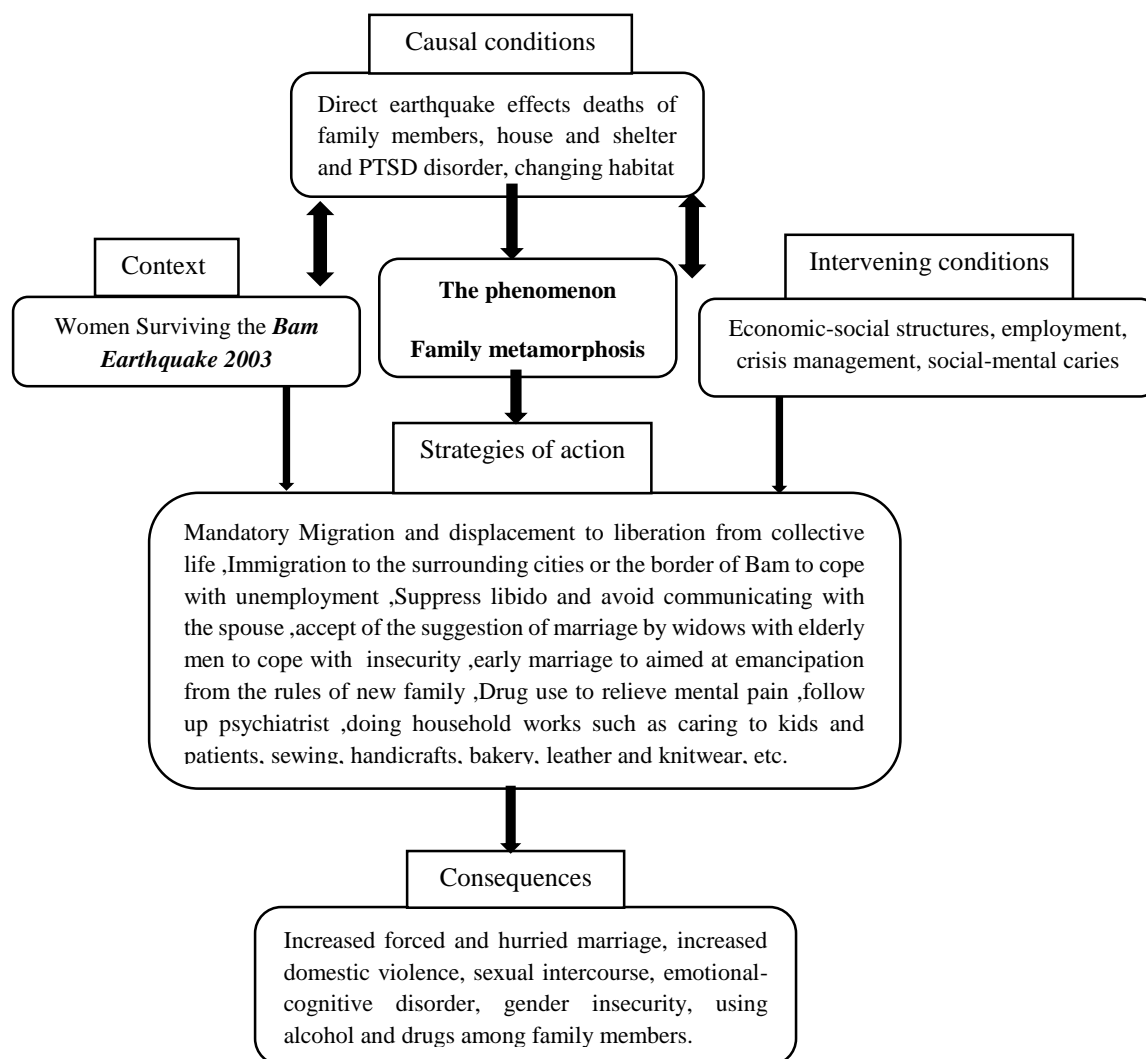 Causal conditions
Direct earthquake effects deaths of
family members, house and shelter
and PTSD disorder, changing habitat
Context
Women Surviving the Bam
Earthquake 2003
The phenomenon
Family metamorphosis
Intervening conditions
Economic-social structures, employment,
crisis management, social-mental caries
Strategies of action
Mandatory Migration and displacement to liberation from collective
life ,Immigration to the surrounding cities or the border of Bam to cope
with unemployment ,Suppress libido and avoid communicating with
the spouse ,accept of the suggestion of marriage by widows with elderly
men to cope with insecurity ,early marriage to aimed at emancipation
from the rules of new family ,Drug use to relieve mental pain ,follow
up psychiatrist ,doing household works such as caring to kids and
patients, sewing, handicrafts, bakery, leather and knitwear, etc.
Consequences
Increased forced and hurried marriage, increased
domestic violence, sexual intercourse, emotional-
cognitive disorder, gender insecurity, using
alcohol and drugs among family members.